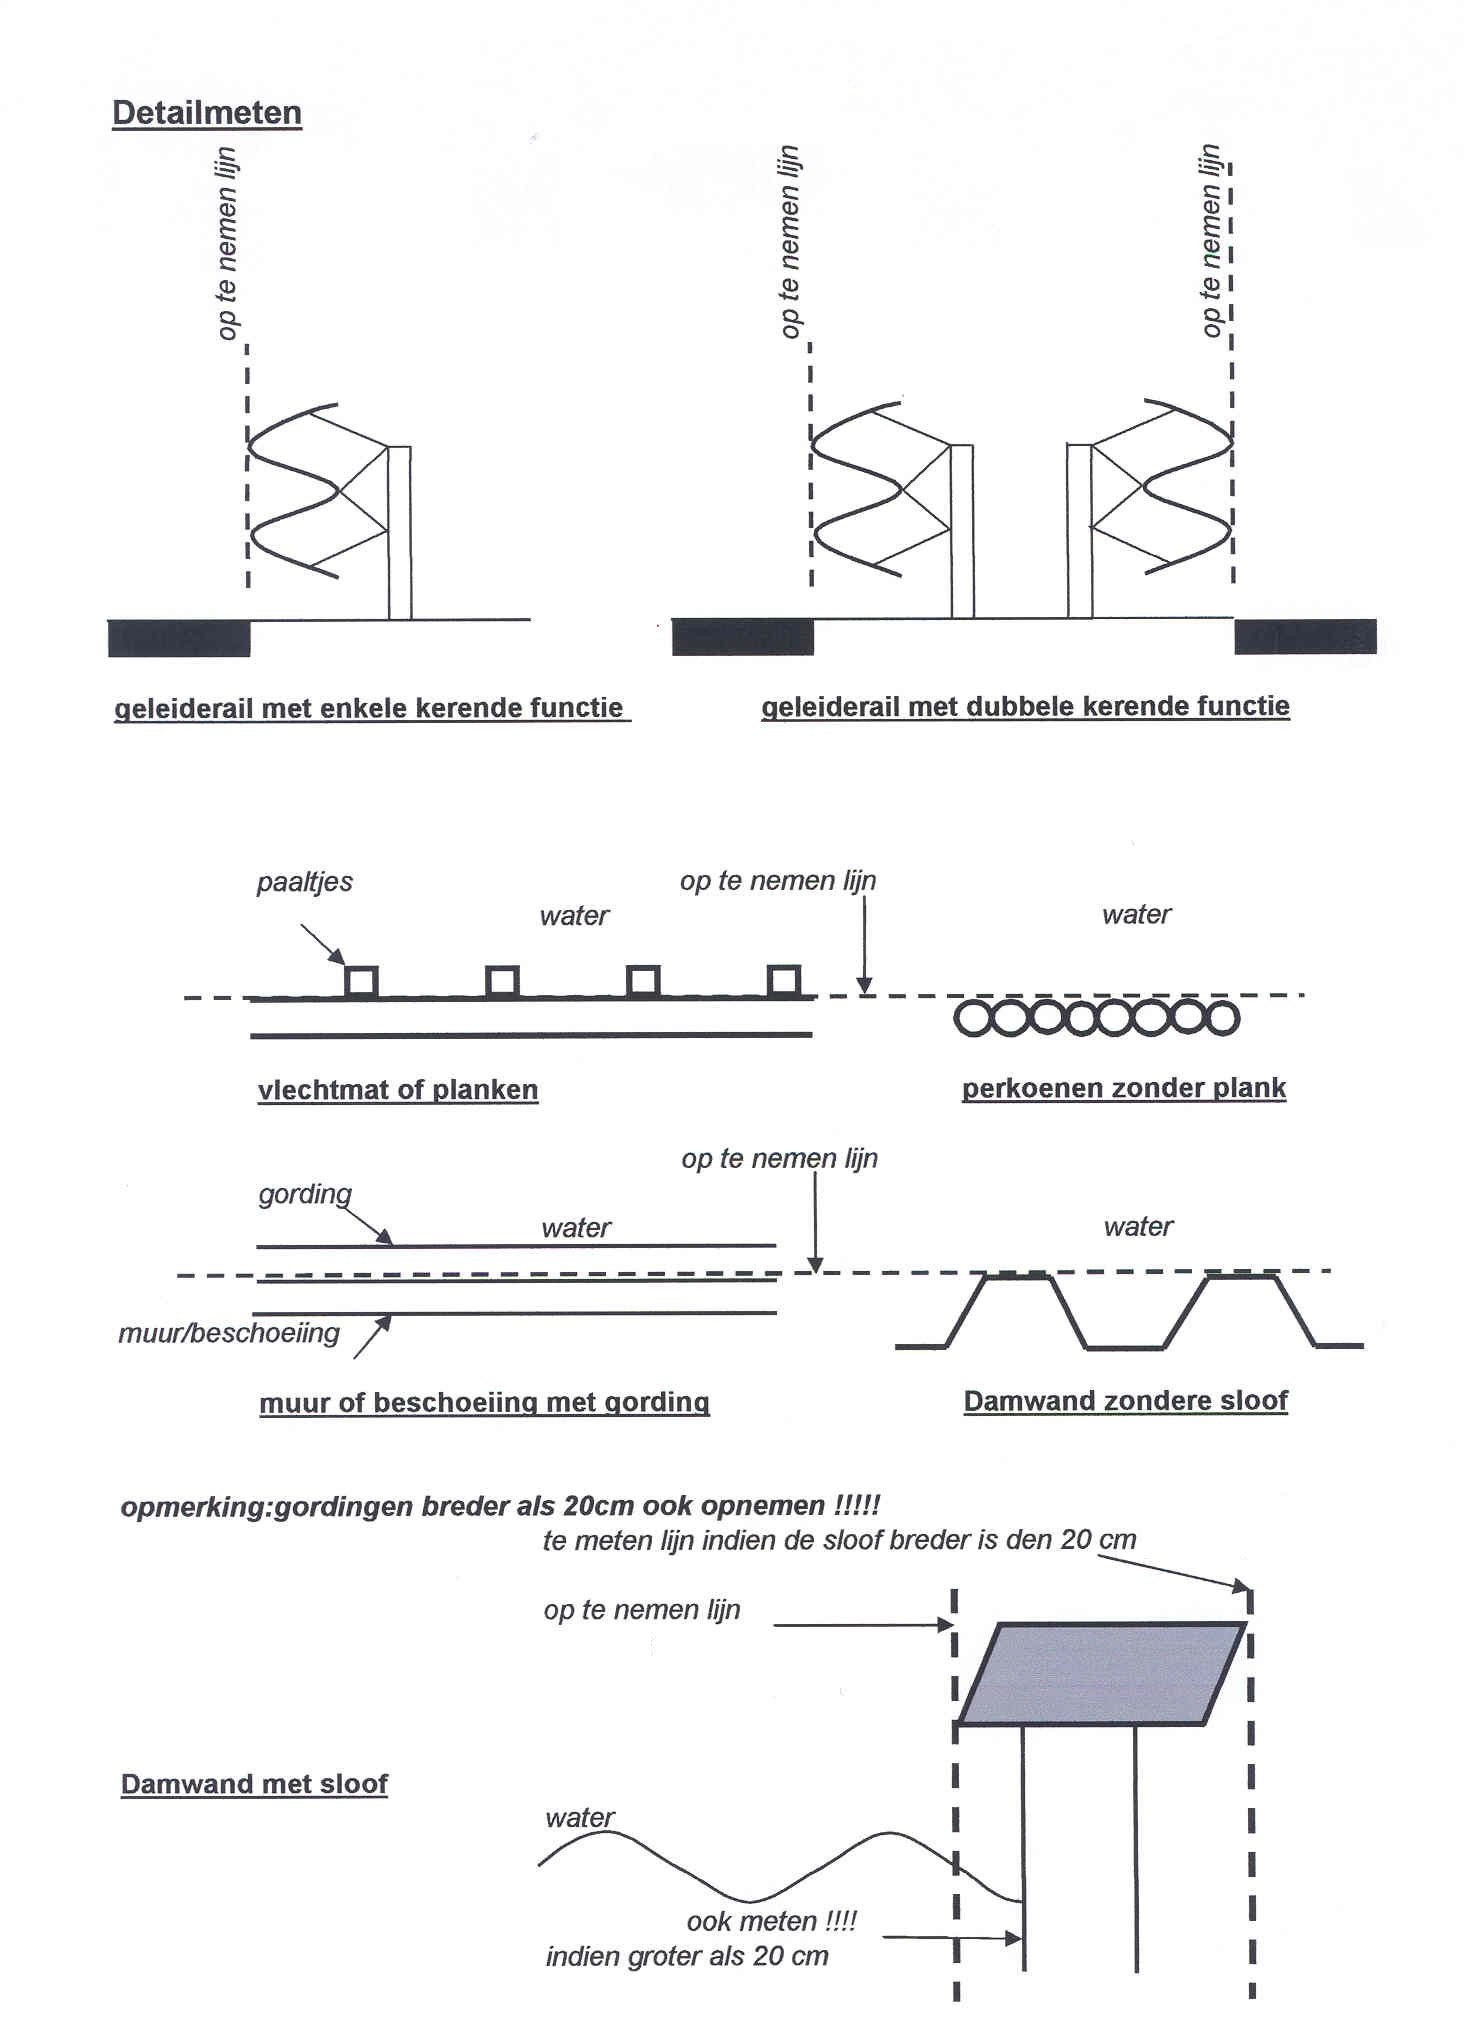 Detailmeten
op te nemen lijn
op te nemen lijn
op te nemen lijn
geleiderail met enkele kerende functie
geleiderail met dubbele kerende functie
paaltjes
op te nemen lijn
water
water
vlechtmat of planken
perkoenen zonder plank
op te nemen lijn
gording
water
water
muur/beschoeiing
muur of beschoeiing met gording
Damwand zondere sloof
opmerking:gordingen breder als 20cm ook opnemen !!!!!
te meten lijn indien de sloof breder is den 20 cm
op te nemen lijn
Damwand met sloof
water
ook meten !!!!
indien groter als 20 cm